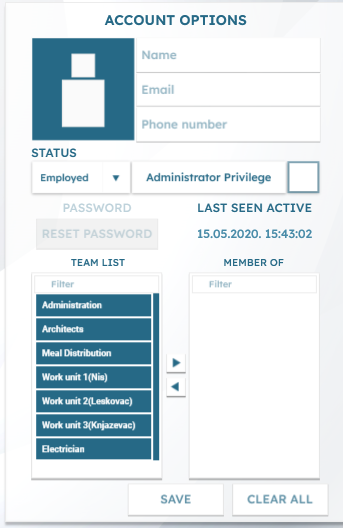 ACCOUNT OPTIONS
Name
Email
Phone number
STATUS
Employed ▼ Administrator Privilege
PASSWORD LAST SEEN ACTIVE
RESET PASSWORD 15.05.2020. 15:43:02
TEAM LIST MEMBER OF
Filter Filter
Administration
Architects
Meal Distribution
Work unit 1(Nis)
Work unit 2(Leskovac)
Work unit 3(Knjazevac)
Electrician
SAVE CLEAR ALL